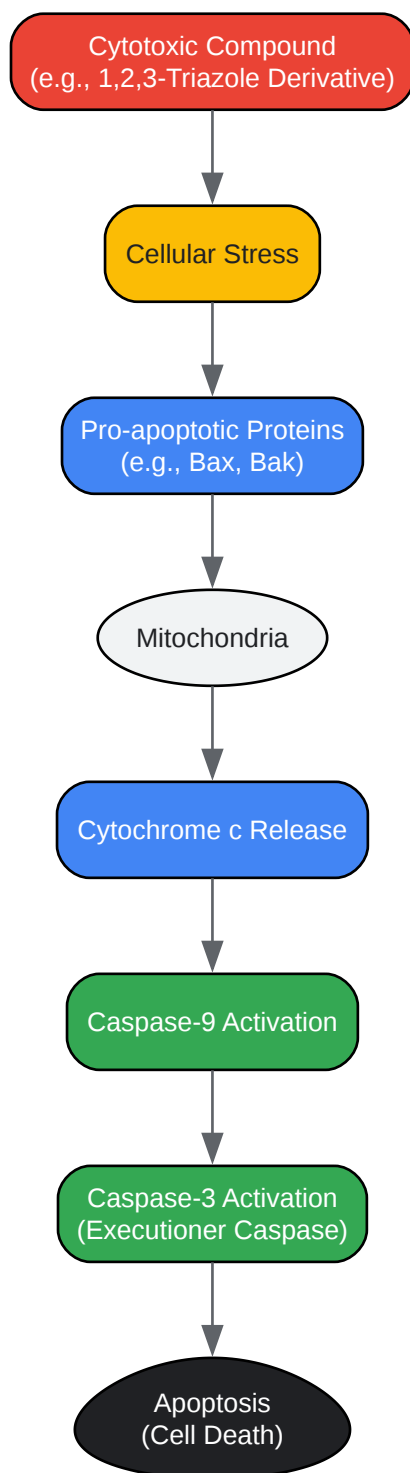 Cytotoxic Compound
(e.g., 1,2,3-Triazole Derivative)
Cellular Stress
Pro-apoptotic Proteins
(e.g., Bax, Bak)
Mitochondria
Cytochrome c Release
Caspase-9 Activation
Caspase-3 Activation
(Executioner Caspase)
Apoptosis
(Cell Death)